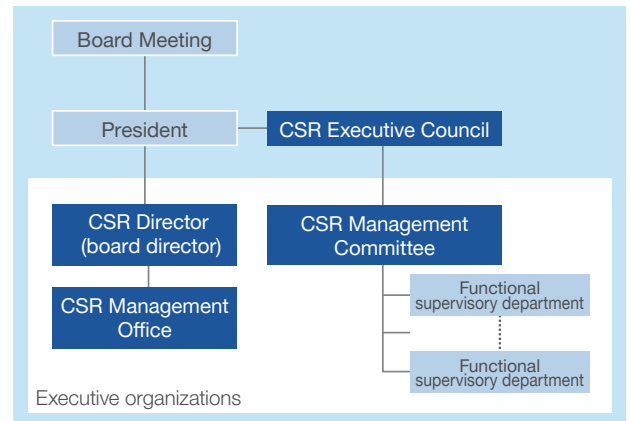 Board Meeting
President
CSR Executive Council
CSR Director
(board director)
CSR Management
Office
CSR Management
Committee
Functional
supervisory department
Functional
supervisory department
Executive organizations